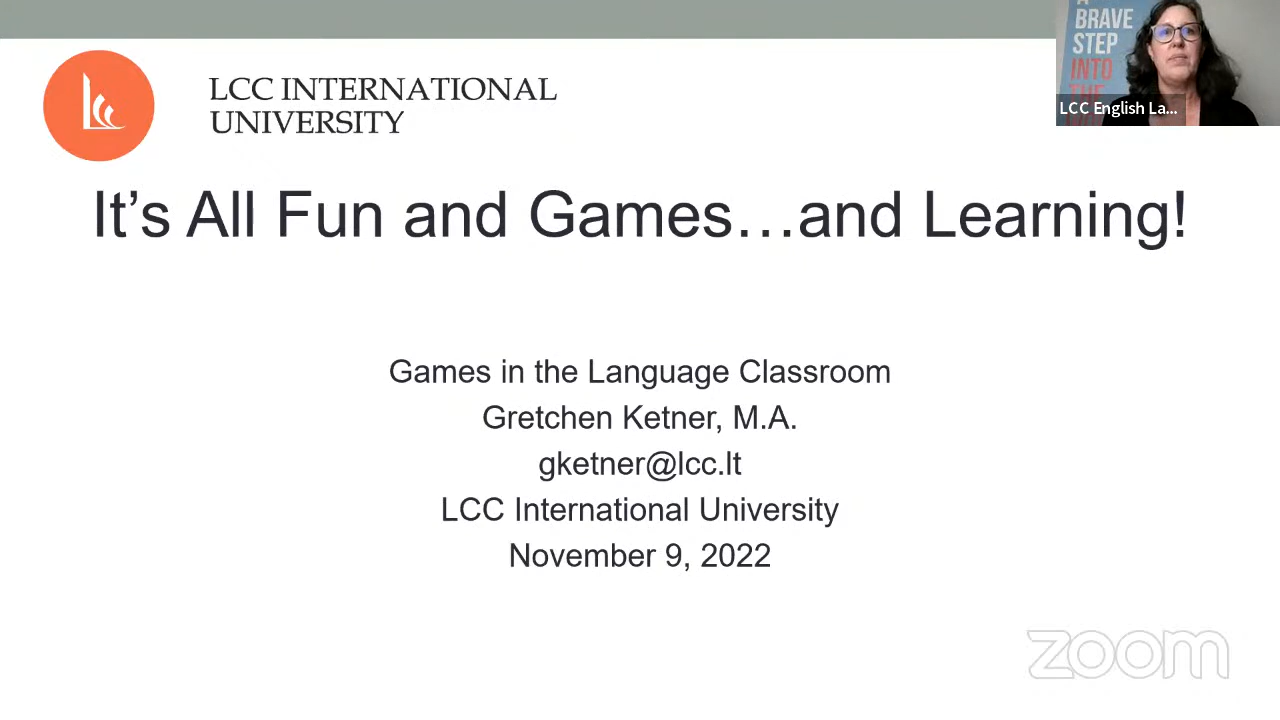 LCC INTERNATIONAL
UNIVERSITY
It's All Fun and Games…and Learning!
Games in the Language Classroom
Gretchen Ketner, M.A.
gketner@lcc.lt
LCC International University
November 9, 2022
BRAVE
STEP
INTO
LCC English La...
zoom